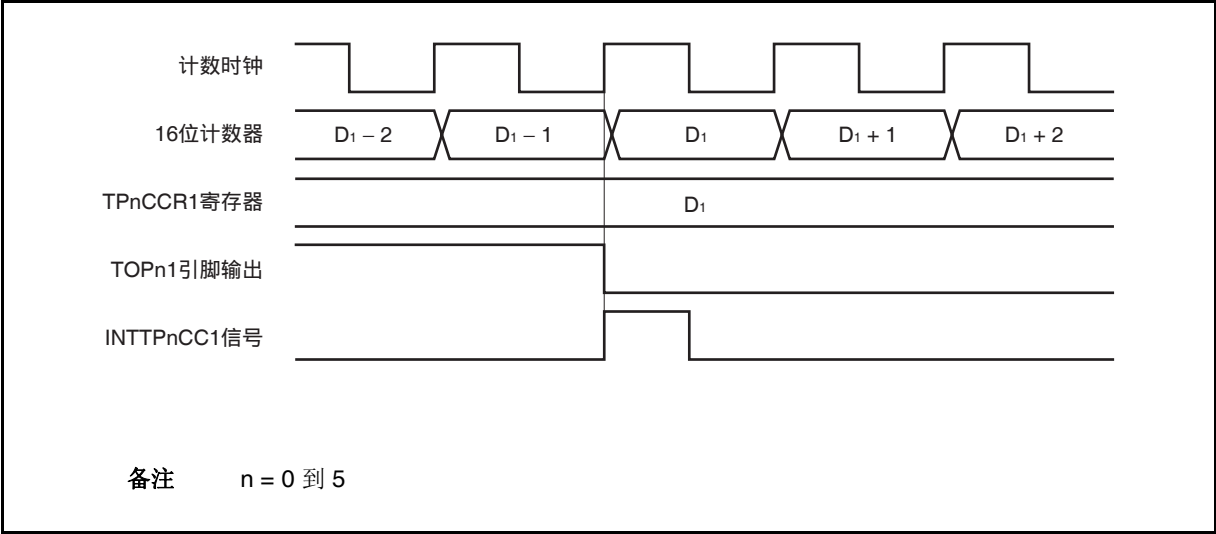 计数时钟
16位计数器 D1 – 2 D1 – 1 D1 D1 + 1 D1 + 2
TPnCCR1寄存器 D1
TOPn1引脚输出
INTTPnCC1信号
备注 n = 0 到 5